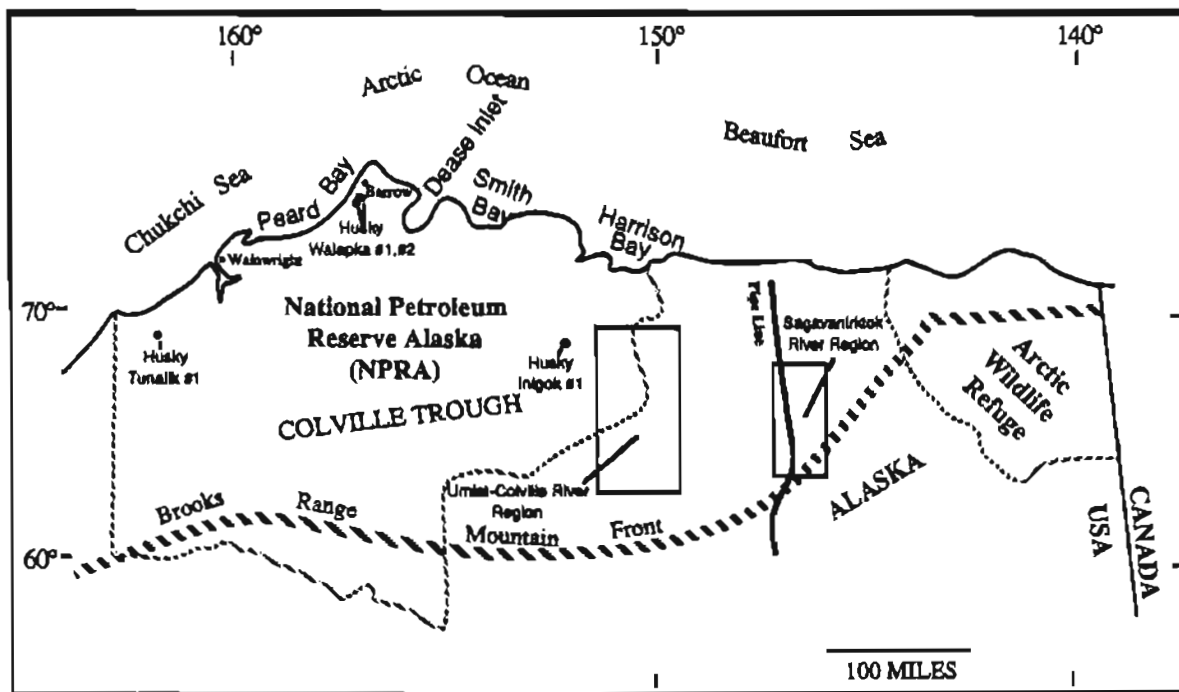 160°
150°
140°
Arctic Ocean
Beaufort Sea
Chukchi Sea
Peard Bay
Dease Inlet
Smith
Bay
Harrison
Bay
Barrow
Husky
Walapka #1,#2
Wainwright
70°
National Petroleum
Reserve Alaska
(NPRA)
Husky
Tunalik #1
Husky
Inigok #1
COLVILLE TROUGH
Pipe Line
Sagavanirktok
River Region
Arctic
Wildlife
Refuge
Umiat-Colville River
Region
ALASKA
Brooks Range Mountain Front
60°
USA
CANADA
100 MILES